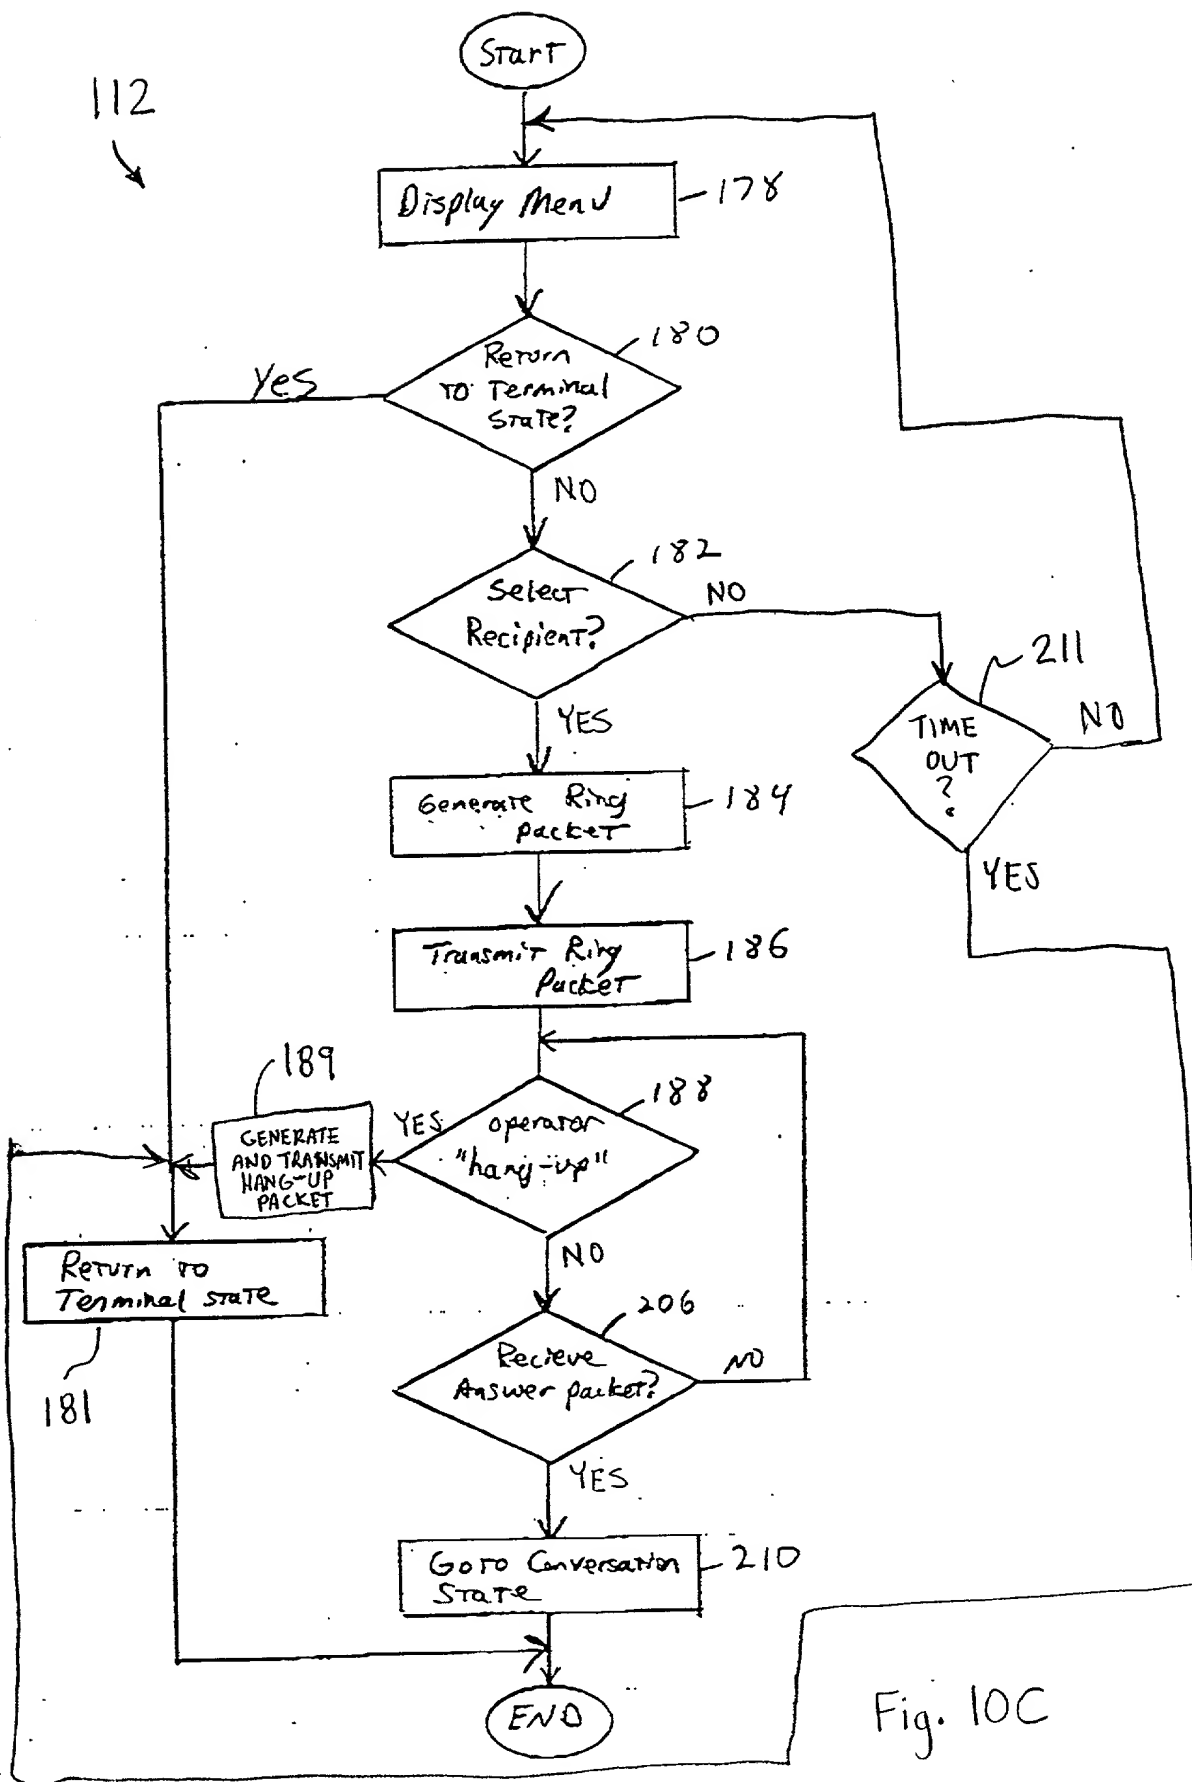 Start
112
Display Menu
178
180
Return
TO Terminal
State?
Yes
NO
182
Select
Recipient?
NO
211
TIME
OUT
?
NO
YES
YES
Generate Ring
packet
184
Transmit Ring
Packet
186
189
188
GENERATE
AND TRANSMIT
HANG-UP
PACKET
YES
operator
"hang-up"
NO
Return to
Terminal state
181
206
Recieve
Answer packet?
NO
YES
Goto Conversation
State
210
END
Fig. 10C